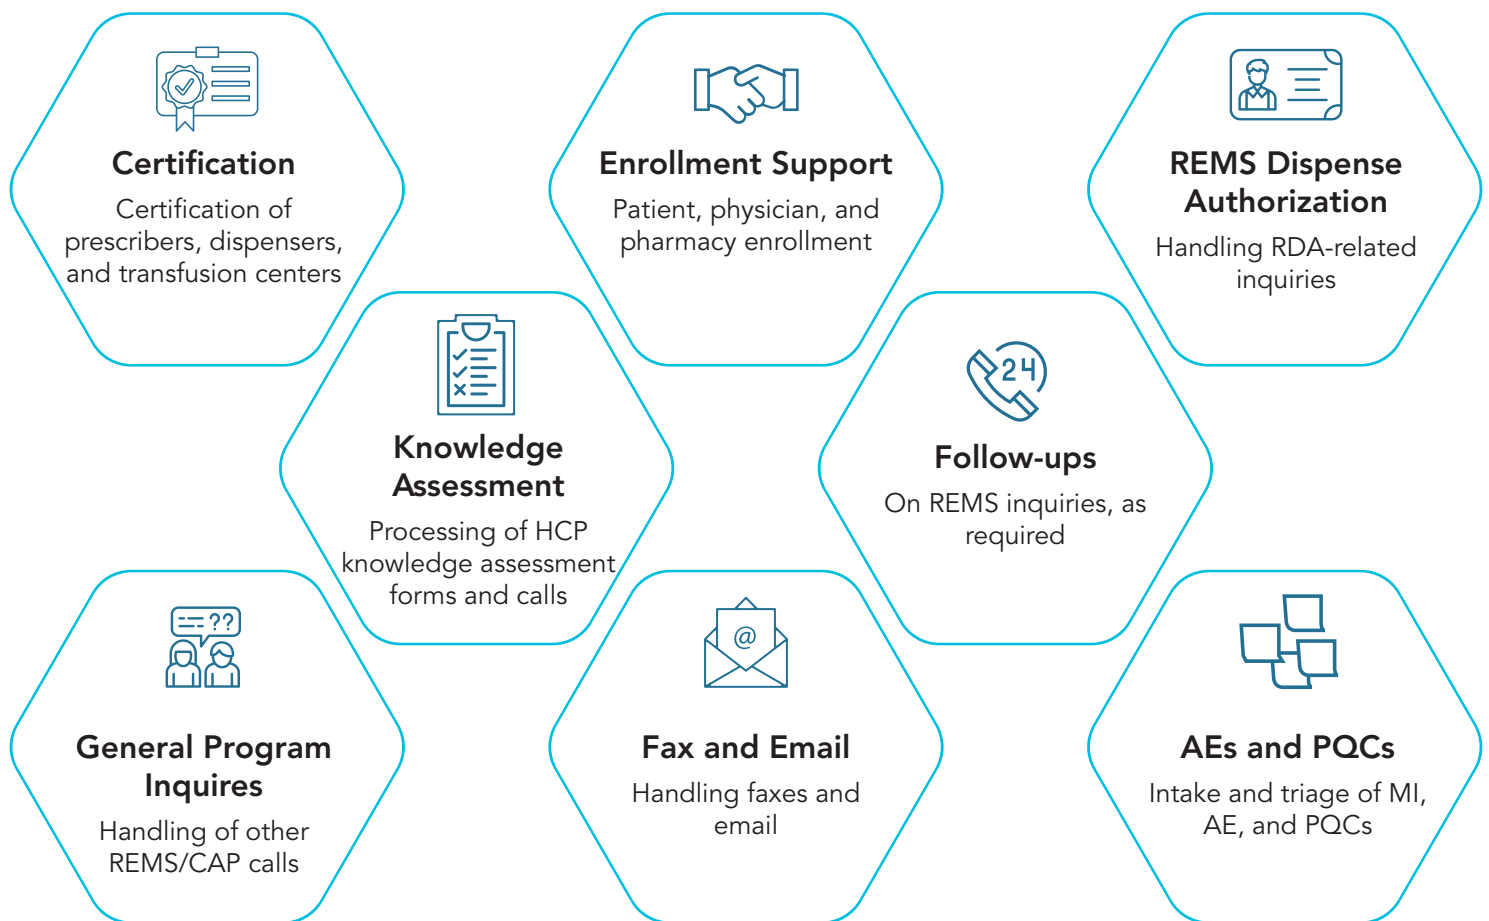 Certification
Certification of
prescribers, dispensers,
and transfusion centers
Enrollment Support
Patient, physician, and
pharmacy enrollment
REMS Dispense
Authorization
Handling RDA-related
inquiries
Knowledge
Assessment
Processing of HCP
knowledge assessment
forms and calls
24
Follow-ups
On REMS inquiries, as
required
??
General Program
Inquires
Handling of other
REMS/CAP calls
@
Fax and Email
Handling faxes and
email
AEs and PQCs
Intake and triage of MI,
AE, and PQCs